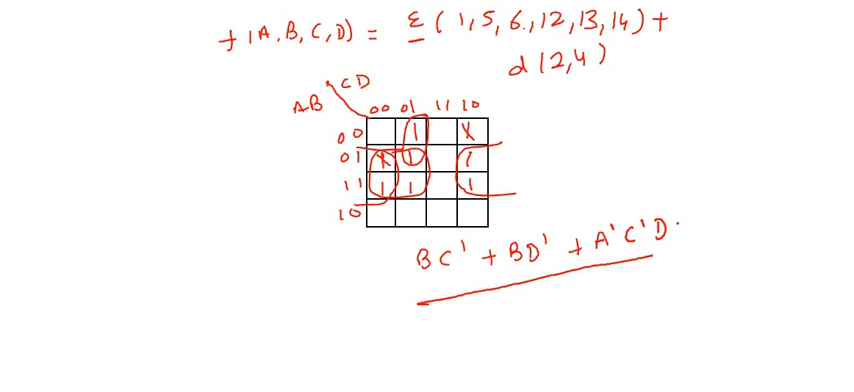 f(A,B,C,D) = Σ(1,5,6,12,13,14)+
d(2,4)
CD
AB
00 01 11 10
00 1 X
01 X 1 1
11 1 1 1
10
BC' + BD' + A'C'D.